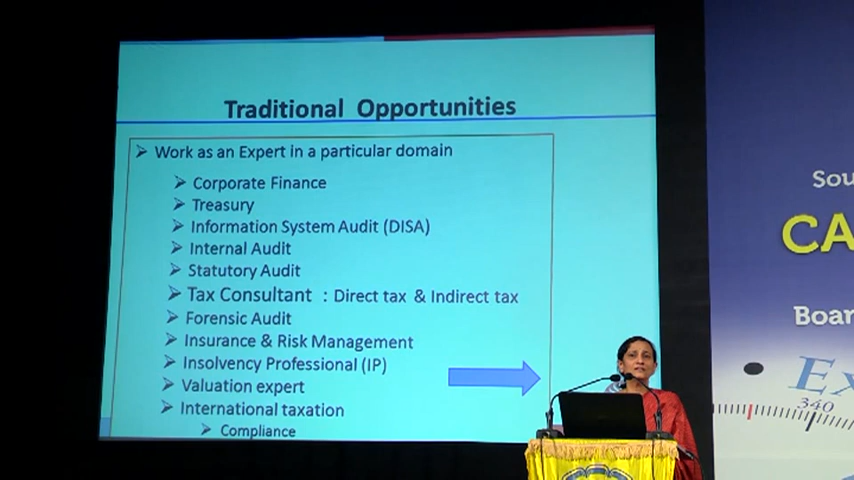 Traditional Opportunities
Work as an Expert in a particular domain
Corporate Finance
Treasury
Information System Audit (DISA)
Internal Audit
Statutory Audit
Tax Consultant : Direct tax & Indirect tax
Forensic Audit
Insurance & Risk Management
Insolvency Professional (IP)
Valuation expert
International taxation
Compliance
Sou
CA
Boar
Ex
340